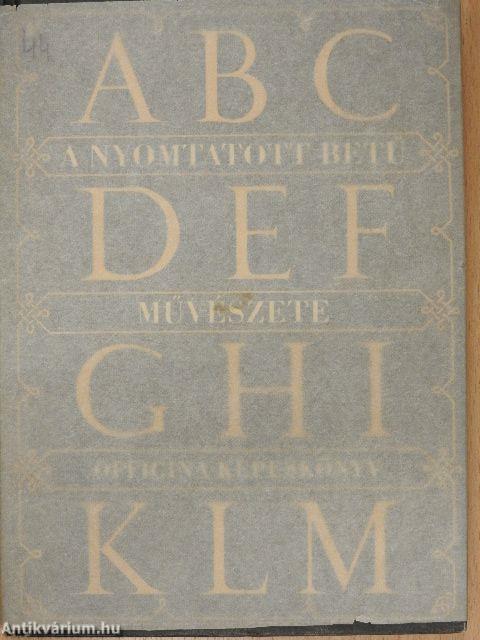 44
A B C
A NYOMTATOTT BETŰ
D E F
MŰVÉSZETE
G H I
OFFICINA KÉPESKÖNYV
K L M
Antikvárium.hu